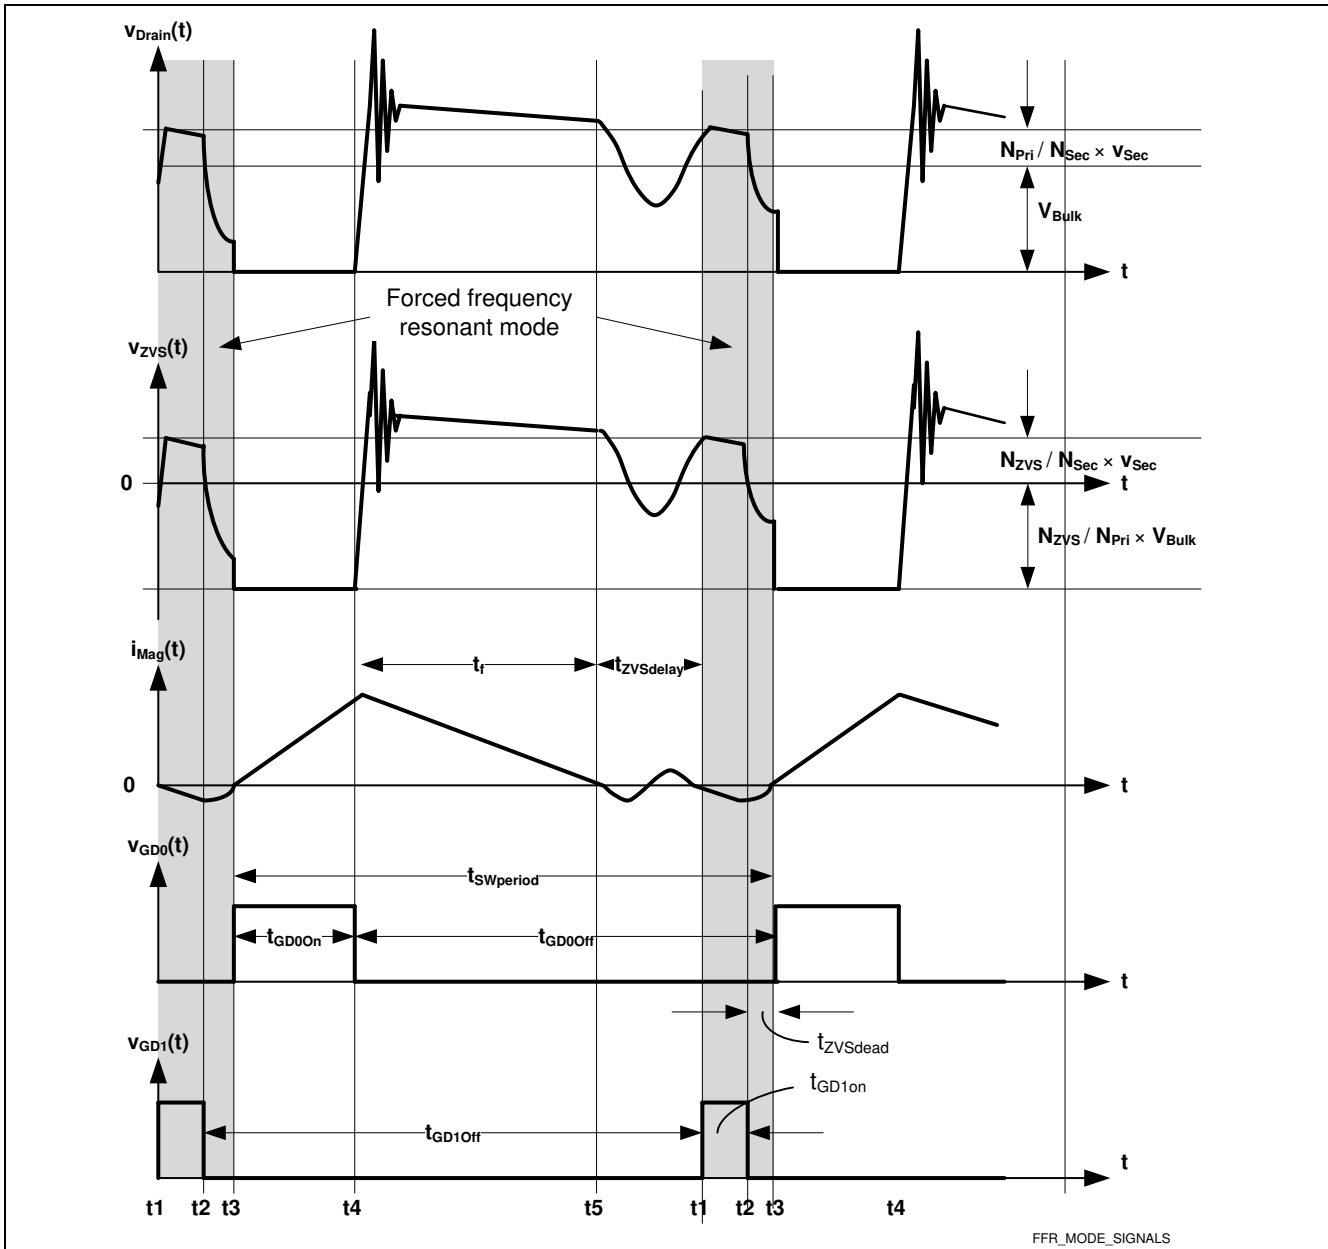 vDrain(t)
NPri / NSec × vSec
VBulk
t
Forced frequency
resonant mode
vZVS(t)
NZVS / NSec × vSec
0
t
NZVS / NPri × VBulk
iMag(t)
tf
tZVSdelay
0
t
vGD0(t)
tSWperiod
tGD0On
tGD0Off
t
vGD1(t)
tZVSdead
tGD1on
tGD1Off
t
t1 t2 t3 t4 t5 t1 t2 t3 t4
FFR_MODE_SIGNALS